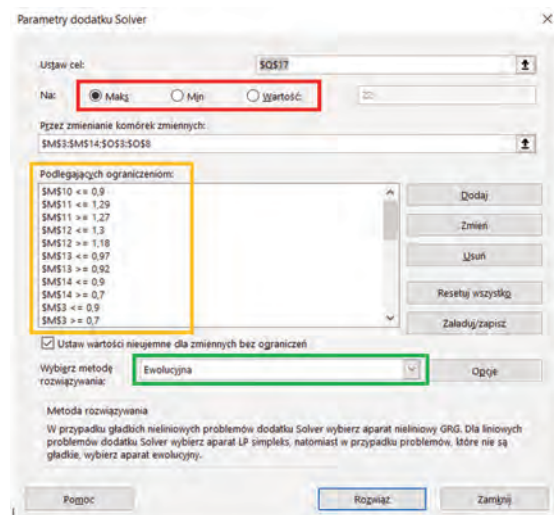 Parametry dodatku Solver
Ustaw cel: $Q$17
Na: Maks Min Wartość:
Przez zmienianie komórek zmiennych:
$M$3:$M$14;$O$3:$O$8
Podlegających ograniczeniom:
$M$10 <= 0,9
$M$11 <= 1,29
$M$11 >= 1,27
$M$12 <= 1,3
$M$12 >= 1,18
$M$13 <= 0,97
$M$13 >= 0,92
$M$14 <= 0,9
$M$14 >= 0,7
$M$3 <= 0,9
$M$3 >= 0,7
Dodaj
Zmień
Usuń
Resetuj wszystko
Załaduj/zapisz
Ustaw wartości nieujemne dla zmiennych bez ograniczeń
Wybierz metodę rozwiązywania: Ewolucyjna Opcje
Metoda rozwiązywania
W przypadku gładkich nieliniowych problemów dodatku Solver wybierz aparat nieliniowy GRG. Dla liniowych
problemów dodatku Solver wybierz aparat LP simpleks, natomiast w przypadku problemów, które nie są
gładkie, wybierz aparat ewolucyjny.
Pomoc Rozwiąż Zamknij